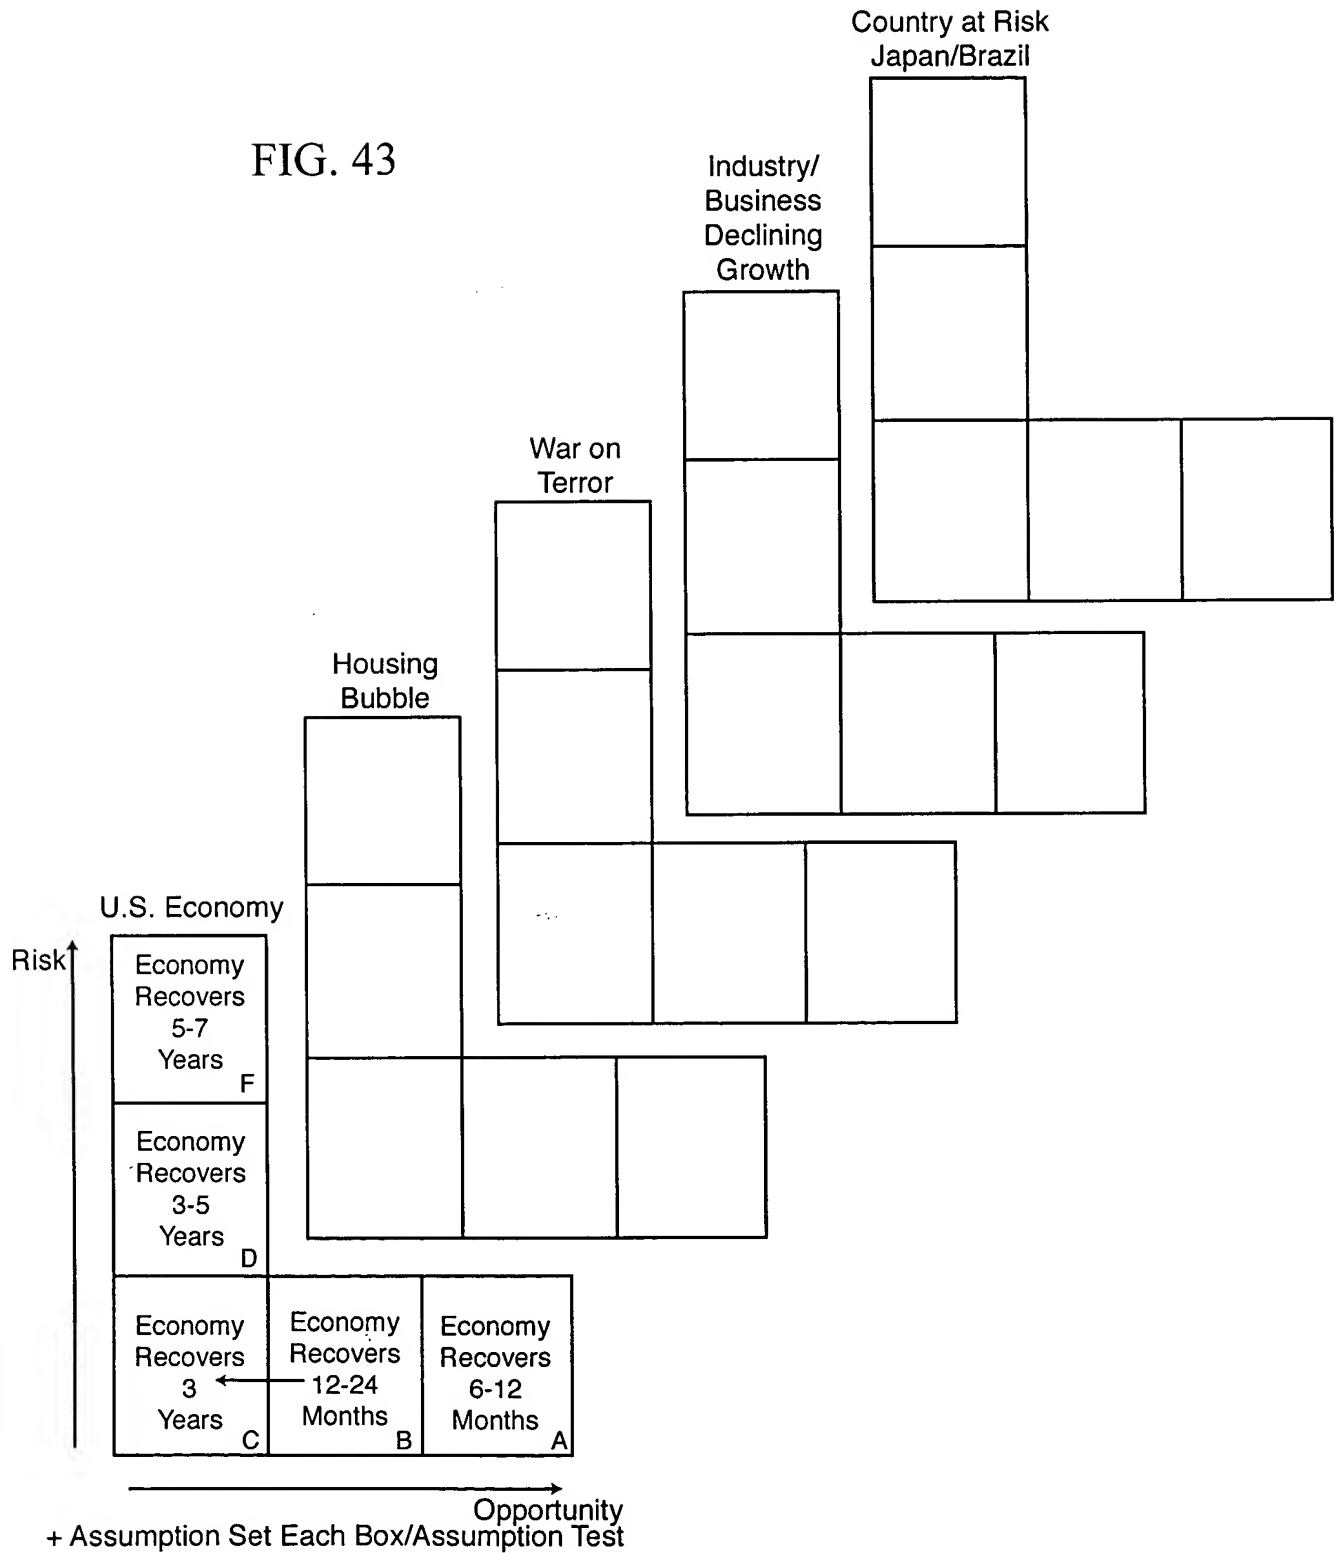 Country at Risk
Japan/Brazil
FIG. 43
Industry/
Business
Declining
Growth
War on
Terror
Housing
Bubble
U.S. Economy
Risk
Economy
Recovers
5-7
Years
F
Economy
Recovers
3-5
Years
D
Economy
Recovers
3
Years
C
Economy
Recovers
12-24
Months
B
Economy
Recovers
6-12
Months
A
Opportunity
+ Assumption Set Each Box/Assumption Test